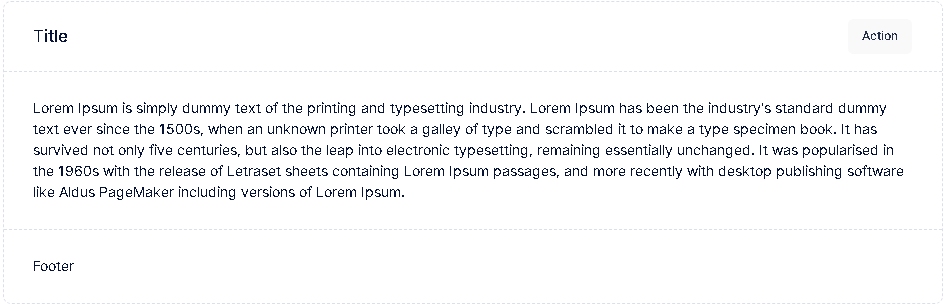 Title
Action
Lorem Ipsum is simply dummy text of the printing and typesetting industry. Lorem Ipsum has been the industry's standard dummy
text ever since the 1500s, when an unknown printer took a galley of type and scrambled it to make a type specimen book. It has
survived not only five centuries, but also the leap into electronic typesetting, remaining essentially unchanged. It was popularised in
the 1960s with the release of Letraset sheets containing Lorem Ipsum passages, and more recently with desktop publishing software
like Aldus PageMaker including versions of Lorem Ipsum.
Footer